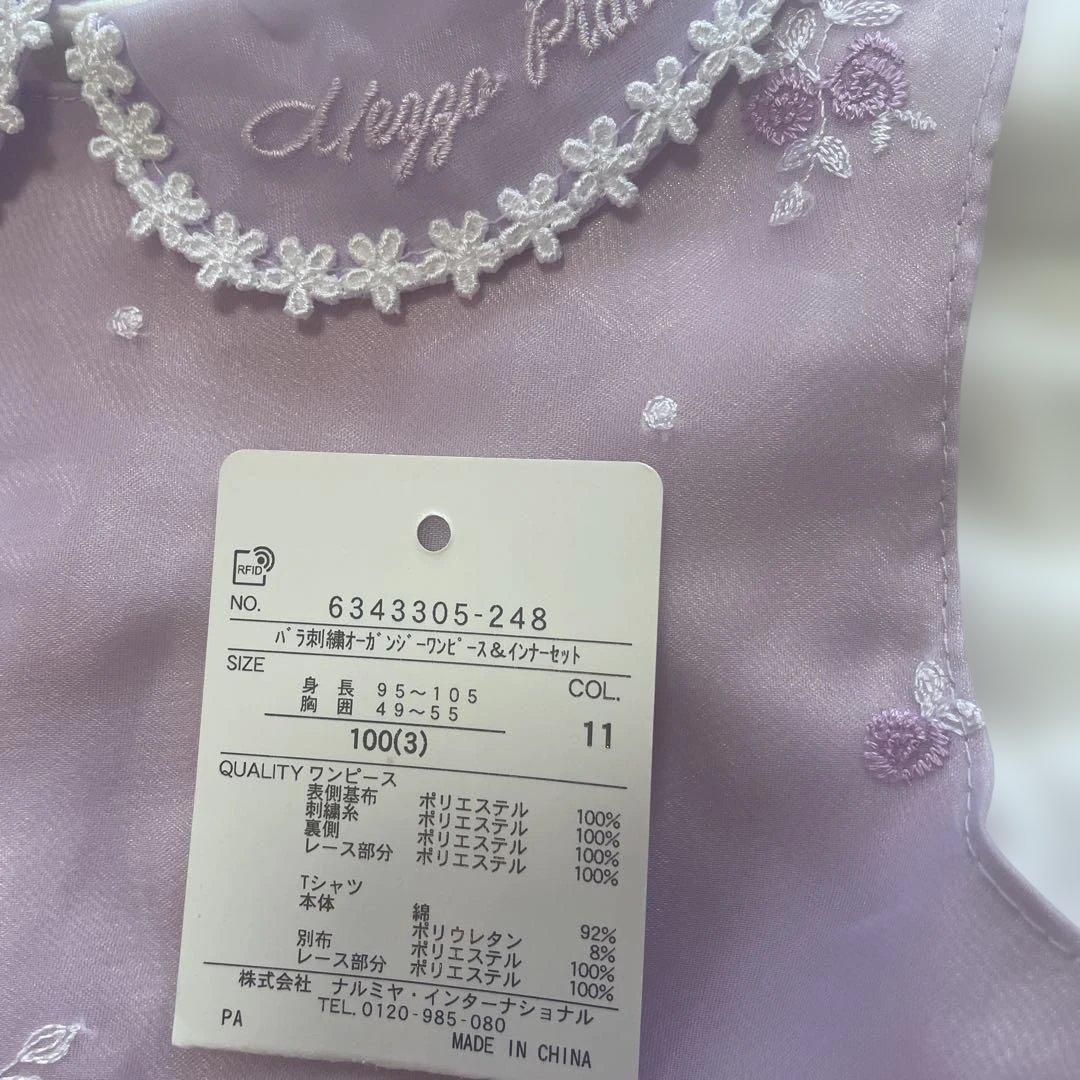 Mezzo Pian
RFID
NO. 6343305-248
バラ刺繍オーガンジーワンピース&インナーセット
SIZE
身長 95〜105
胸囲 49〜55
COL.
100(3)
11
QUALITY ワンピース
表側基布 ポリエステル 100%
刺繍糸 ポリエステル 100%
裏側 ポリエステル 100%
レース部分 ポリエステル 100%
Tシャツ
本体 綿 92%
ポリウレタン 8%
別布 ポリエステル 100%
レース部分 ポリエステル 100%
株式会社 ナルミヤ・インターナショナル
TEL.0120-985-080
PA
MADE IN CHINA